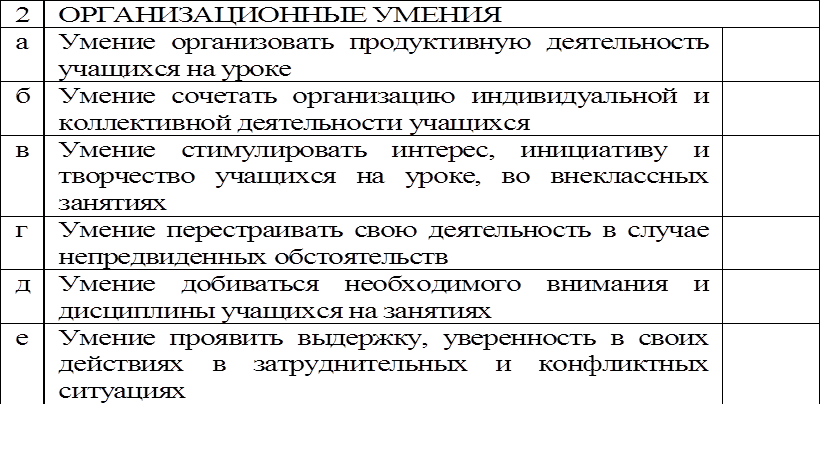 2 ОРГАНИЗАЦИОННЫЕ УМЕНИЯ
а Умение организовать продуктивную деятельность
учащихся на уроке
б Умение сочетать организацию индивидуальной и
коллективной деятельности учащихся
в Умение стимулировать интерес, инициативу и
творчество учащихся на уроке, во внеклассных
занятиях
г Умение перестраивать свою деятельность в случае
непредвиденных обстоятельств
д Умение добиваться необходимого внимания и
дисциплины учащихся на занятиях
е Умение проявить выдержку, уверенность в своих
действиях в затруднительных и конфликтных
ситуациях